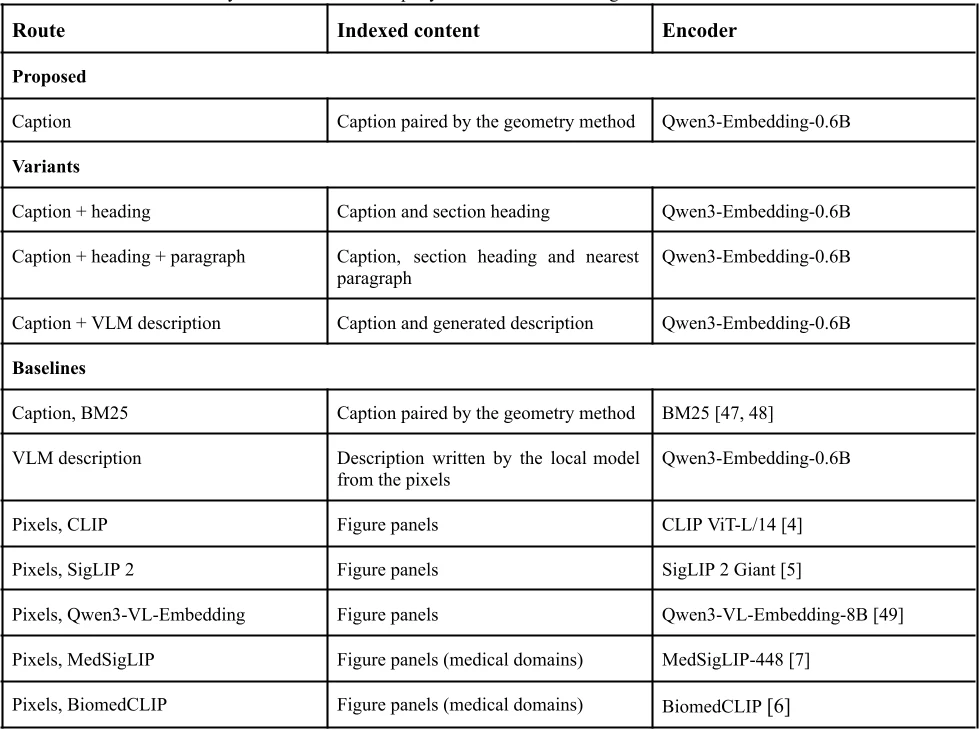 Route Indexed content Encoder
Proposed
Caption Caption paired by the geometry method Qwen3-Embedding-0.6B
Variants
Caption + heading Caption and section heading Qwen3-Embedding-0.6B
Caption + heading + paragraph Caption, section heading and nearest Qwen3-Embedding-0.6B
paragraph
Caption + VLM description Caption and generated description Qwen3-Embedding-0.6B
Baselines
Caption, BM25 Caption paired by the geometry method BM25 [47, 48]
VLM description Description written by the local model Qwen3-Embedding-0.6B
from the pixels
Pixels, CLIP Figure panels CLIP ViT-L/14 [4]
Pixels, SigLIP 2 Figure panels SigLIP 2 Giant [5]
Pixels, Qwen3-VL-Embedding Figure panels Qwen3-VL-Embedding-8B [49]
Pixels, MedSigLIP Figure panels (medical domains) MedSigLIP-448 [7]
Pixels, BiomedCLIP Figure panels (medical domains) BiomedCLIP [6]